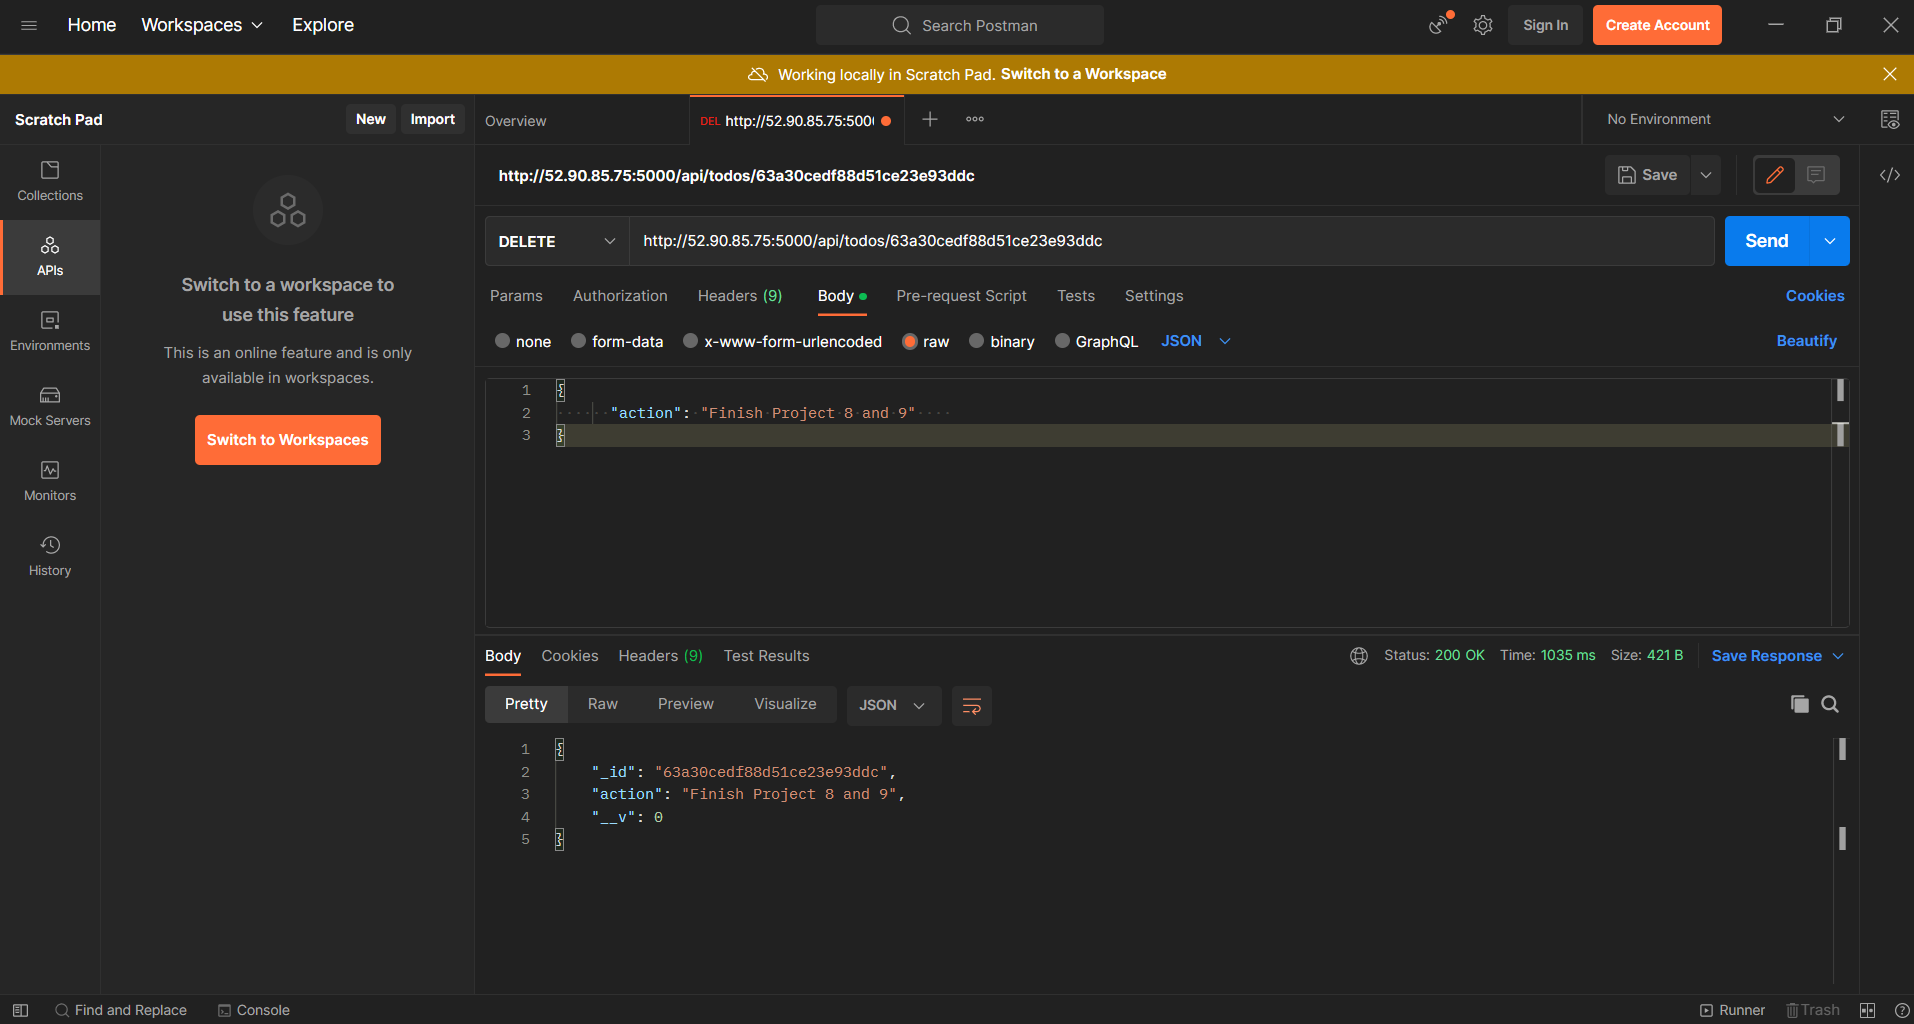 Home Workspaces Explore Search Postman Sign In Create Account
Working locally in Scratch Pad. Switch to a Workspace
Scratch Pad New Import Overview DEL http://52.90.85.75:500 No Environment
Collections
APIs
Environments
Mock Servers
Monitors
History
Switch to a workspace to
use this feature
This is an online feature and is only
available in workspaces.
Switch to Workspaces
http://52.90.85.75:5000/api/todos/63a30cedf88d51ce23e93ddc Save
DELETE http://52.90.85.75:5000/api/todos/63a30cedf88d51ce23e93ddc Send
Params Authorization Headers (9) Body Pre-request Script Tests Settings Cookies
none form-data x-www-form-urlencoded raw binary GraphQL JSON Beautify
1 {
2 "action": "Finish Project 8 and 9"
3 }
Body Cookies Headers (9) Test Results Status: 200 OK Time: 1035 ms Size: 421 B Save Response
Pretty Raw Preview Visualize JSON
1 {
2 "_id": "63a30cedf88d51ce23e93ddc",
3 "action": "Finish Project 8 and 9",
4 "__v": 0
5 }
Find and Replace Console Runner Trash